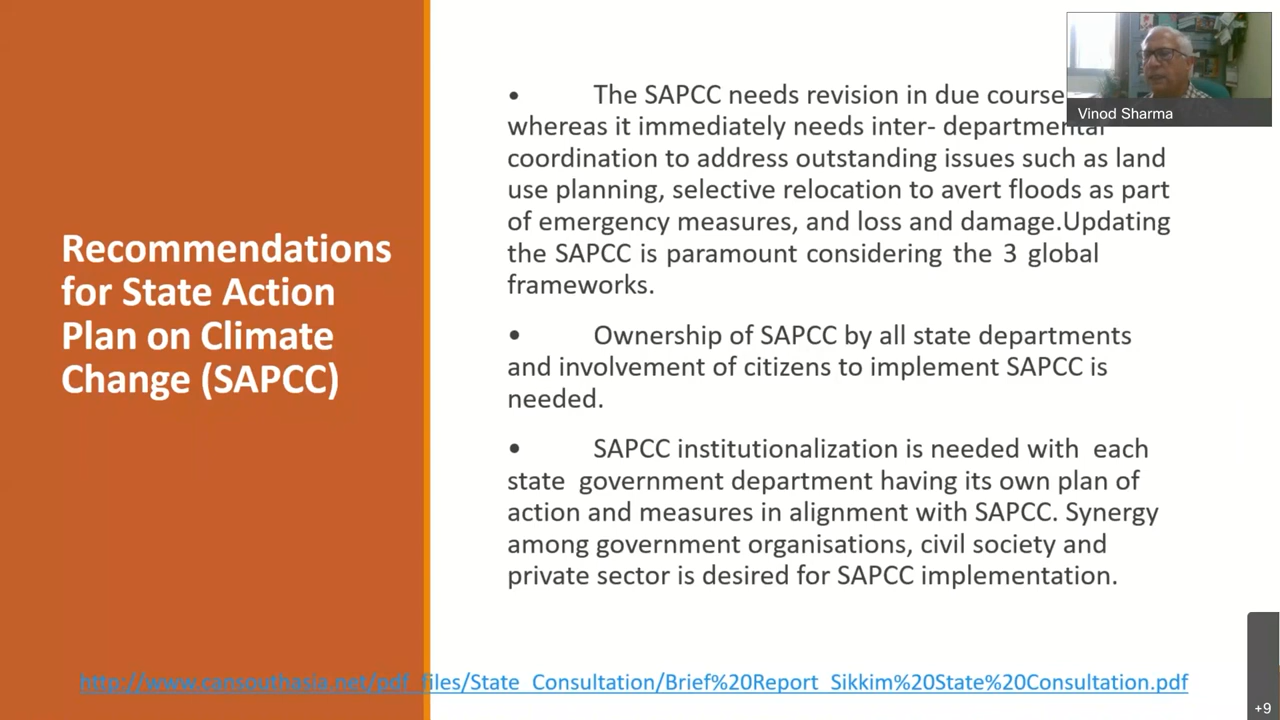 Recommendations
for State Action
Plan on Climate
Change (SAPCC)
• The SAPCC needs revision in due course
whereas it immediately needs inter- departmental
coordination to address outstanding issues such as land
use planning, selective relocation to avert floods as part
of emergency measures, and loss and damage.Updating
the SAPCC is paramount considering the 3 global
frameworks.
• Ownership of SAPCC by all state departments
and involvement of citizens to implement SAPCC is
needed.
• SAPCC institutionalization is needed with each
state government department having its own plan of
action and measures in alignment with SAPCC. Synergy
among government organisations, civil society and
private sector is desired for SAPCC implementation.
http://www.cansouthasia.net/pdf_files/State_Consultation/Brief%20Report_Sikkim%20State%20Consultation.pdf
Vinod Sharma
+9